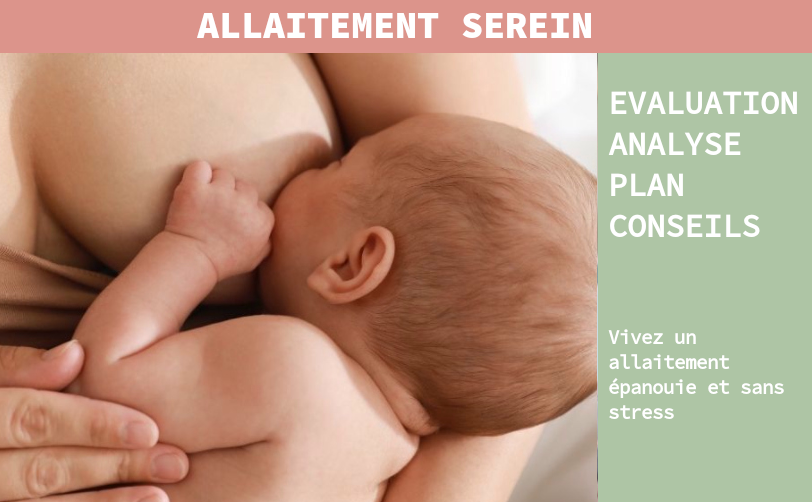 ALLAITEMENT SEREIN
EVALUATION
ANALYSE
PLAN
CONSEILS
Vivez un
allaitement
épanouie et sans
stress